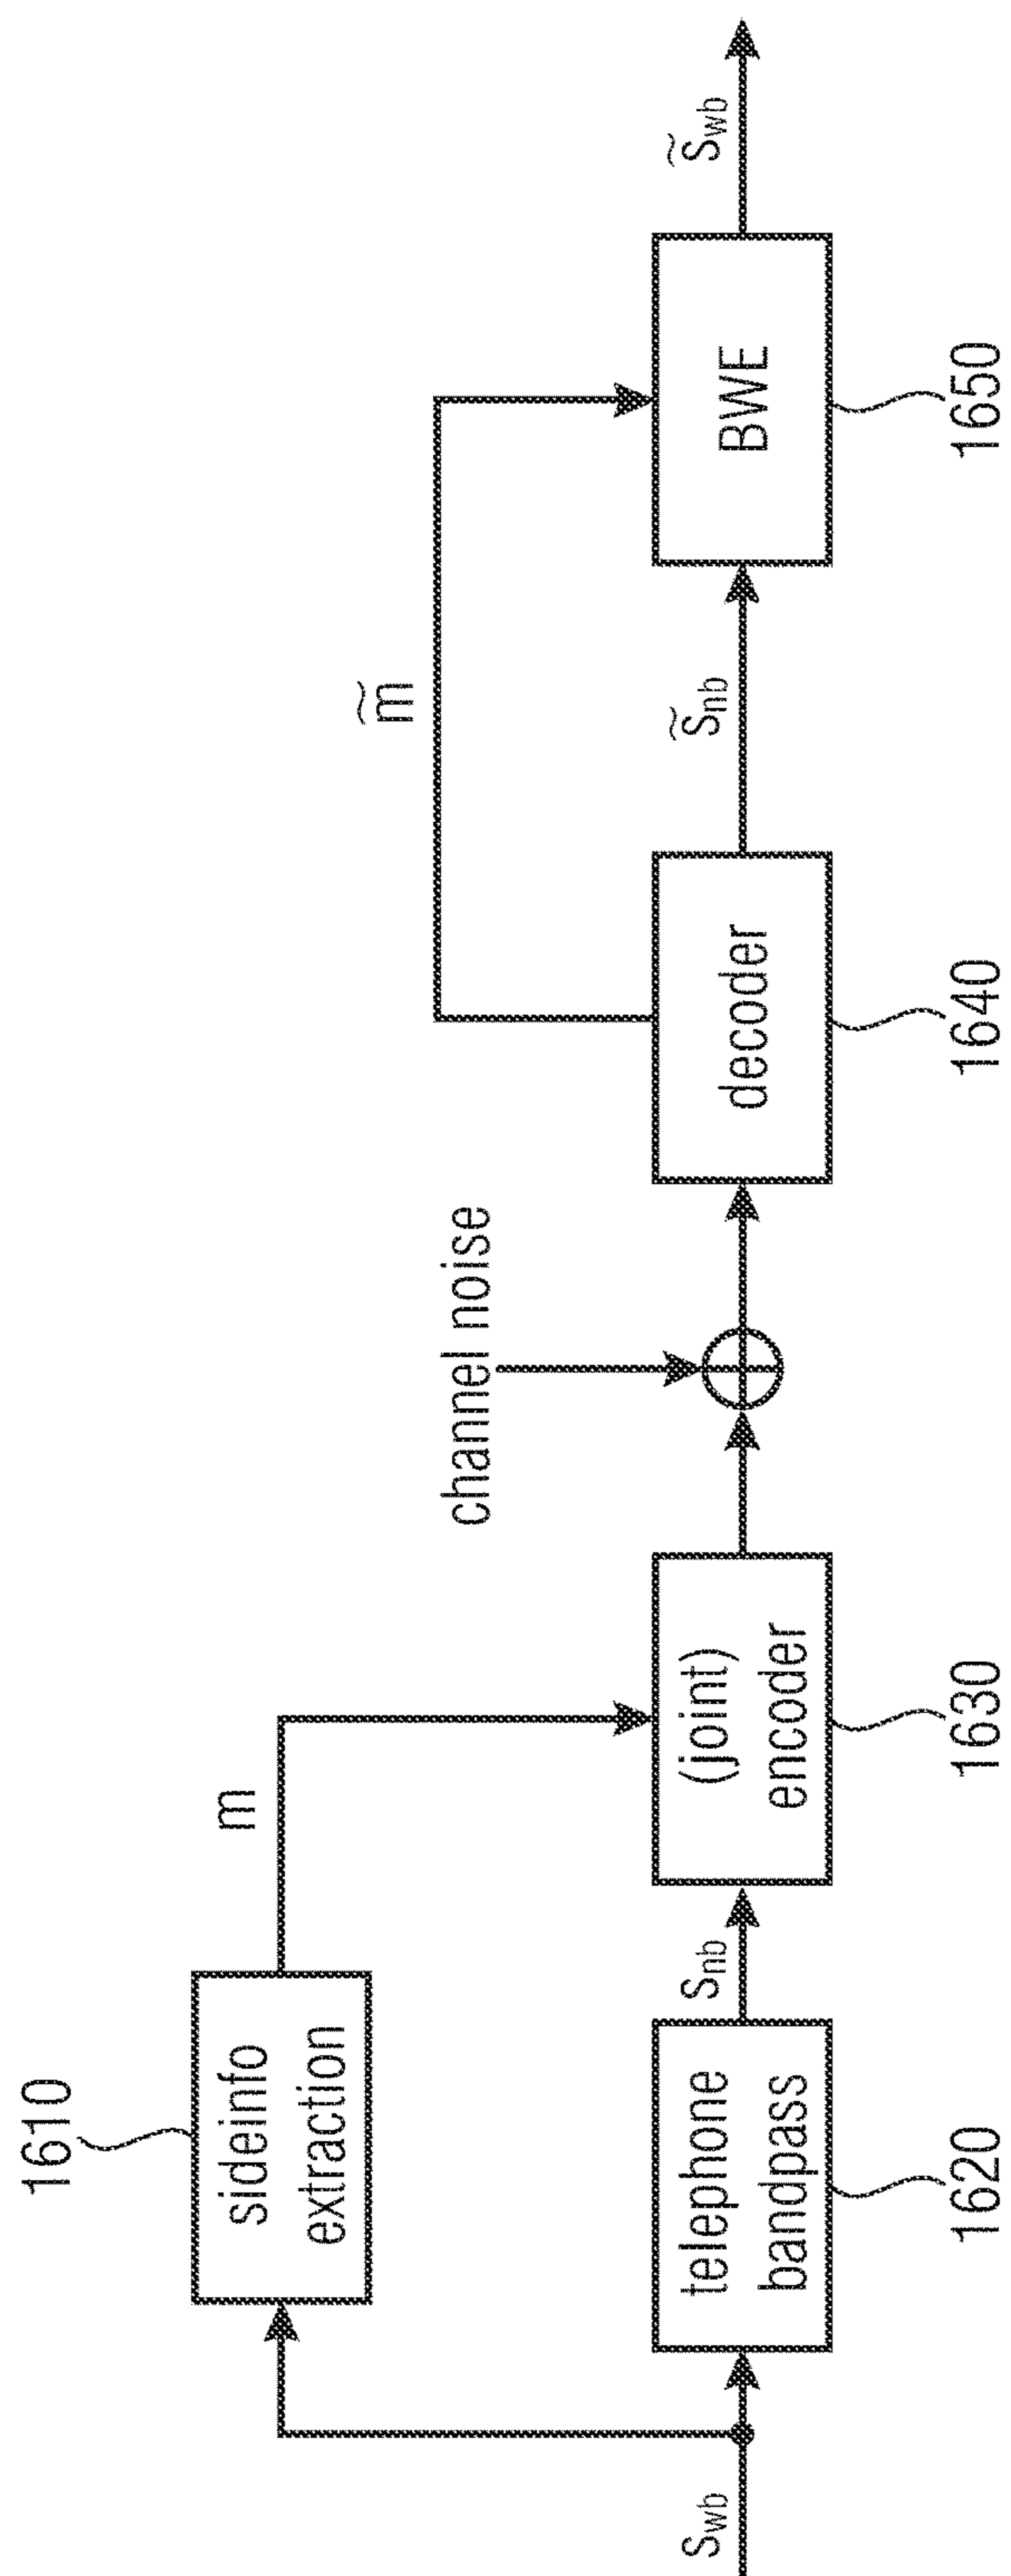 1610
sideinfo
extraction
m
channel noise
m̃
s_wb
telephone
bandpass
1620
s_nb
(joint)
encoder
1630
decoder
1640
s̃_nb
BWE
1650
s̃_wb